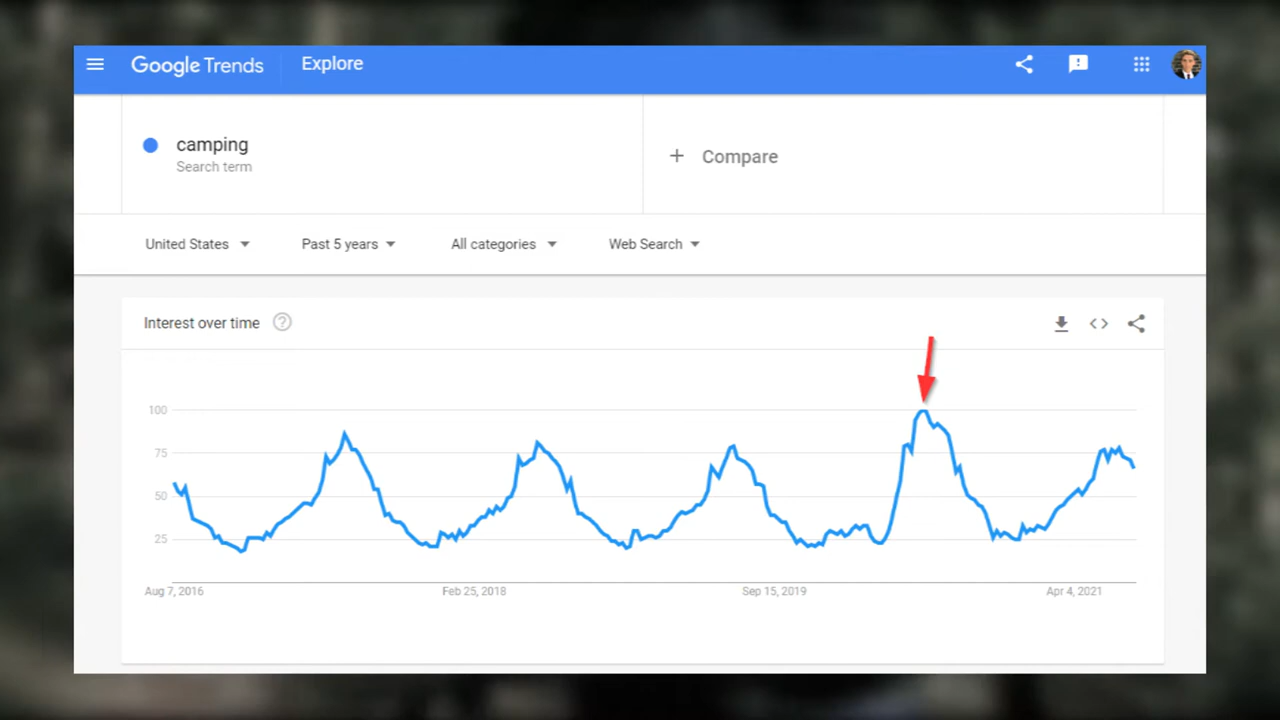 Google Trends Explore
camping
Search term
+ Compare
United States Past 5 years All categories Web Search
Interest over time ?
100
75
50
25
Aug 7, 2016 Feb 25, 2018 Sep 15, 2019 Apr 4, 2021